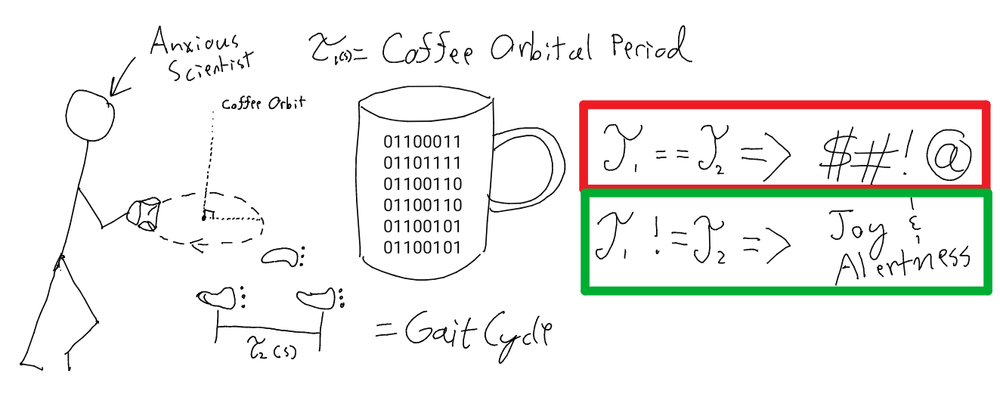 Anxious
Scientist
Coffee Orbit
τ₁(s)= Coffee Orbital Period
01100011
01101111
01100110
01100110
01100101
01100101
τ₁ == τ₂ => $#!@
τ₁ != τ₂ => Joy &
Alertness
τ₂(s)
= Gait Cycle